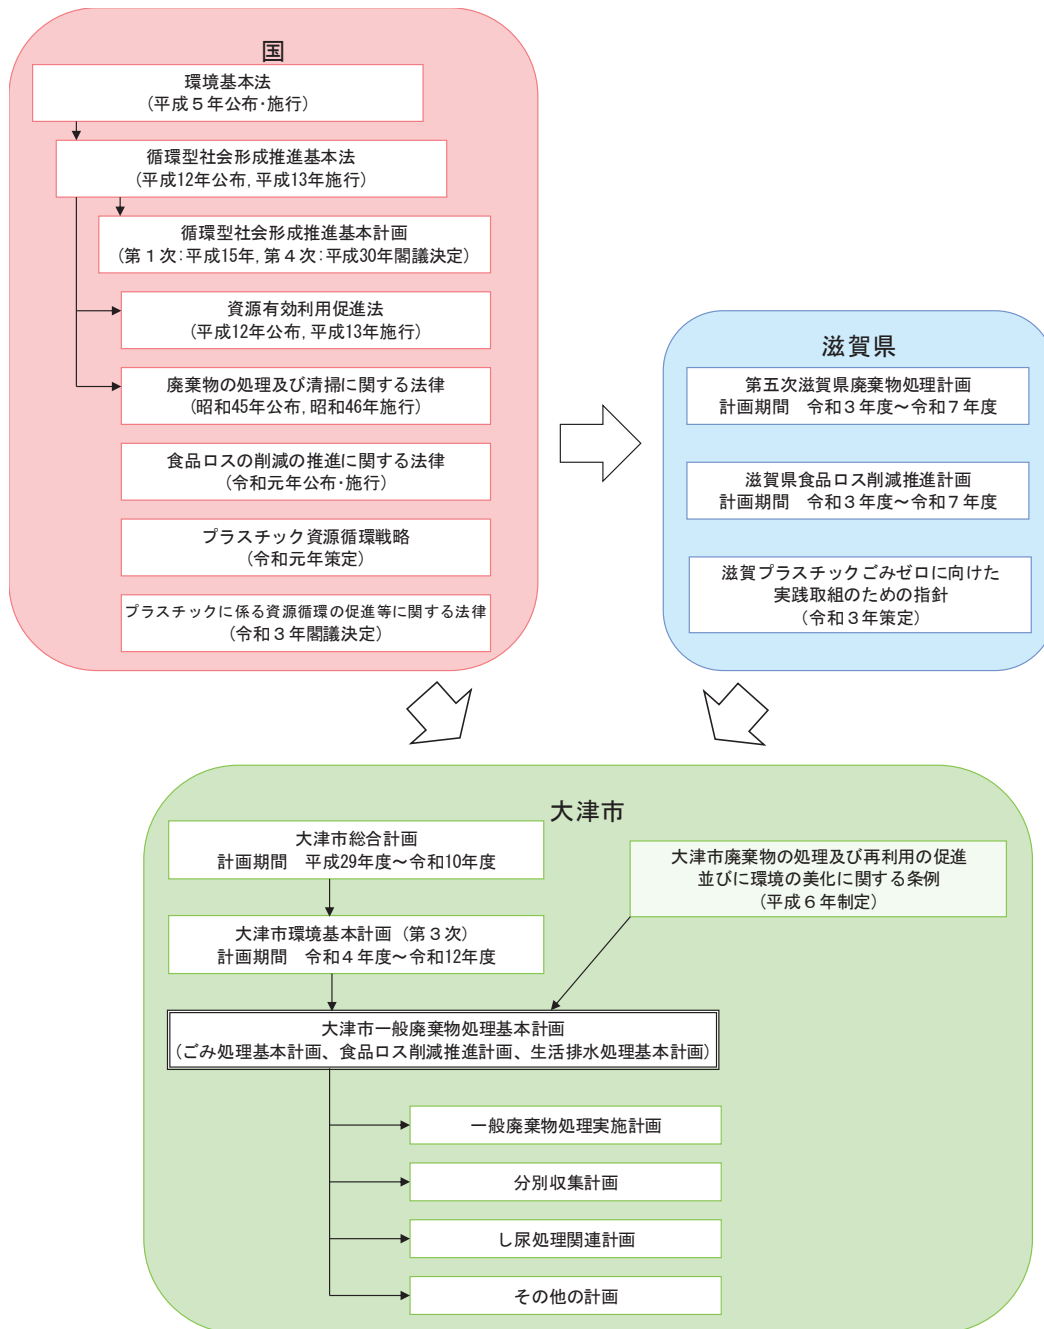 国
環境基本法
(平成５年公布･施行)
循環型社会形成推進基本法
(平成12年公布, 平成13年施行)
循環型社会形成推進基本計画
(第１次:平成15年, 第４次:平成30年閣議決定)
資源有効利用促進法
(平成12年公布, 平成13年施行)
廃棄物の処理及び清掃に関する法律
(昭和45年公布, 昭和46年施行)
食品ロスの削減の推進に関する法律
(令和元年公布･施行)
プラスチック資源循環戦略
(令和元年策定)
プラスチックに係る資源循環の促進等に関する法律
(令和３年閣議決定)
滋賀県
第五次滋賀県廃棄物処理計画
計画期間　令和３年度～令和７年度
滋賀県食品ロス削減推進計画
計画期間　令和３年度～令和７年度
滋賀プラスチックごみゼロに向けた
実践取組のための指針
(令和３年策定)
大津市
大津市総合計画
計画期間　平成29年度～令和10年度
大津市廃棄物の処理及び再利用の促進
並びに環境の美化に関する条例
(平成６年制定)
大津市環境基本計画（第３次）
計画期間　令和４年度～令和12年度
大津市一般廃棄物処理基本計画
(ごみ処理基本計画、食品ロス削減推進計画、生活排水処理基本計画)
一般廃棄物処理実施計画
分別収集計画
し尿処理関連計画
その他の計画